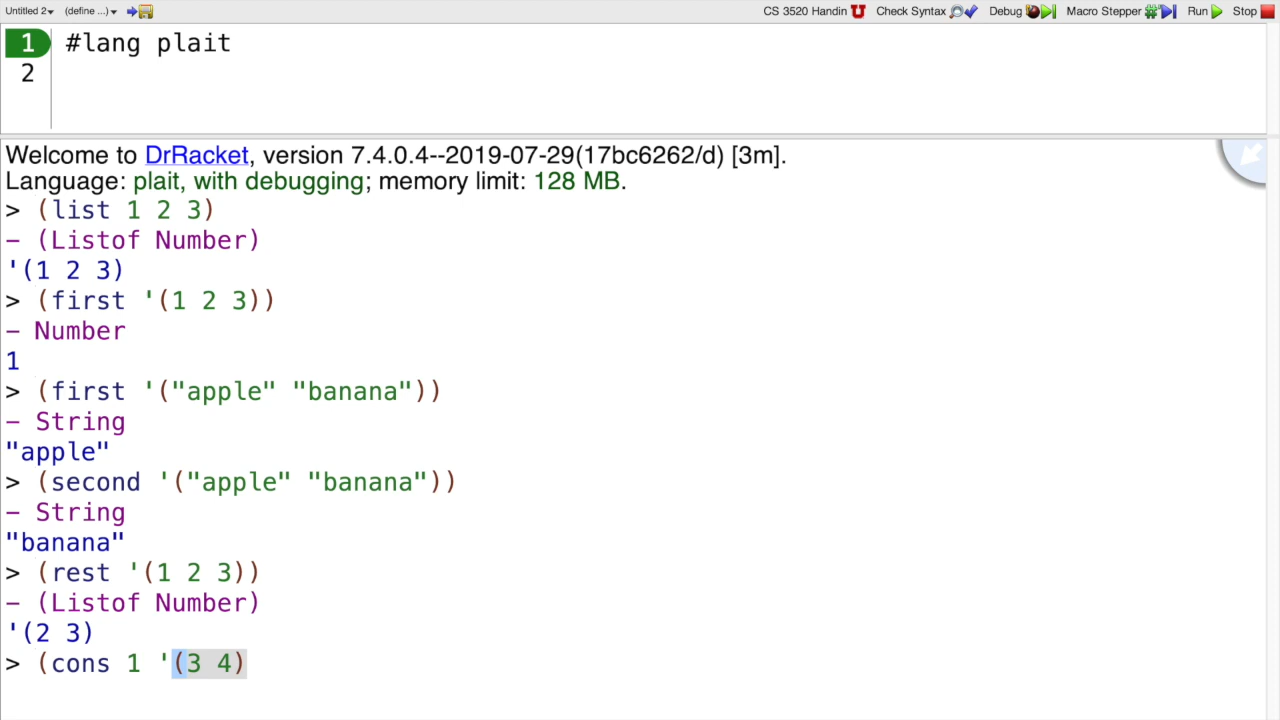 Untitled 2▾ (define ...)▾ CS 3520 Handin Check Syntax Debug Macro Stepper Run Stop
1 #lang plait
2
Welcome to DrRacket, version 7.4.0.4--2019-07-29(17bc6262/d) [3m].
Language: plait, with debugging; memory limit: 128 MB.
> (list 1 2 3)
- (Listof Number)
'(1 2 3)
> (first '(1 2 3))
- Number
1
> (first '("apple" "banana"))
- String
"apple"
> (second '("apple" "banana"))
- String
"banana"
> (rest '(1 2 3))
- (Listof Number)
'(2 3)
> (cons 1 '(3 4)